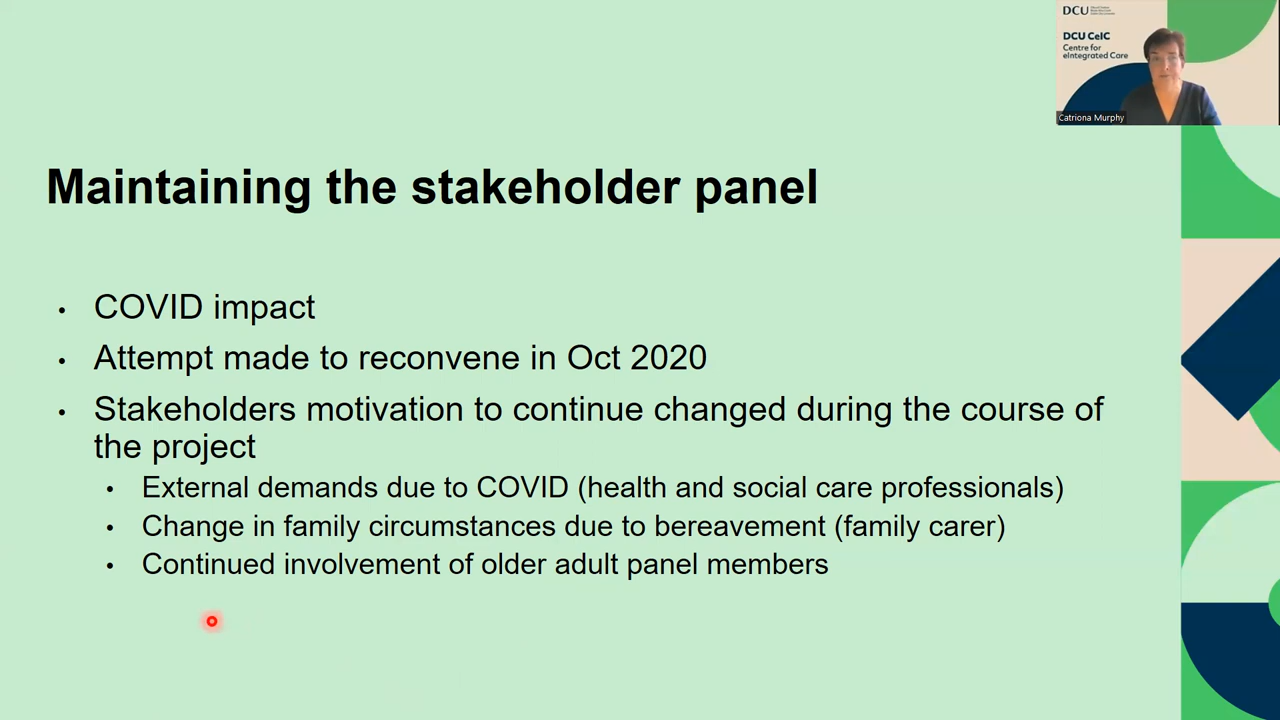 DCU
DCU CeIC
Centre for
eIntegrated Care
Catriona Murphy
Maintaining the stakeholder panel
• COVID impact
• Attempt made to reconvene in Oct 2020
• Stakeholders motivation to continue changed during the course of
the project
• External demands due to COVID (health and social care professionals)
• Change in family circumstances due to bereavement (family carer)
• Continued involvement of older adult panel members